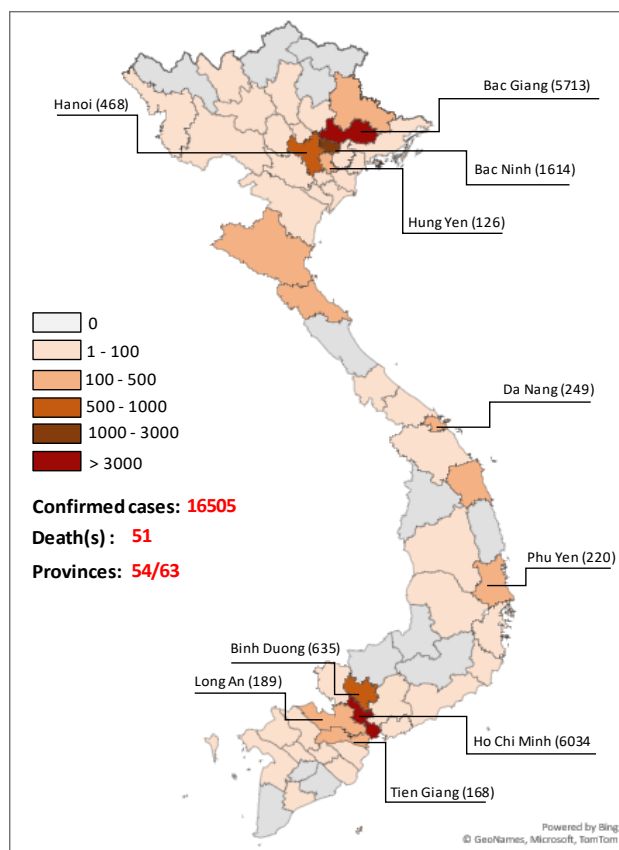 Bac Giang (5713)
Hanoi (468)
Bac Ninh (1614)
Hung Yen (126)
0
1 - 100
100 - 500
500 - 1000
1000 - 3000
> 3000
Da Nang (249)
Confirmed cases: 16505
Death(s) : 51
Provinces: 54/63
Phu Yen (220)
Binh Duong (635)
Long An (189)
Ho Chi Minh (6034
Tien Giang (168)
Powered by Bing
© GeoNames, Microsoft, TomTom